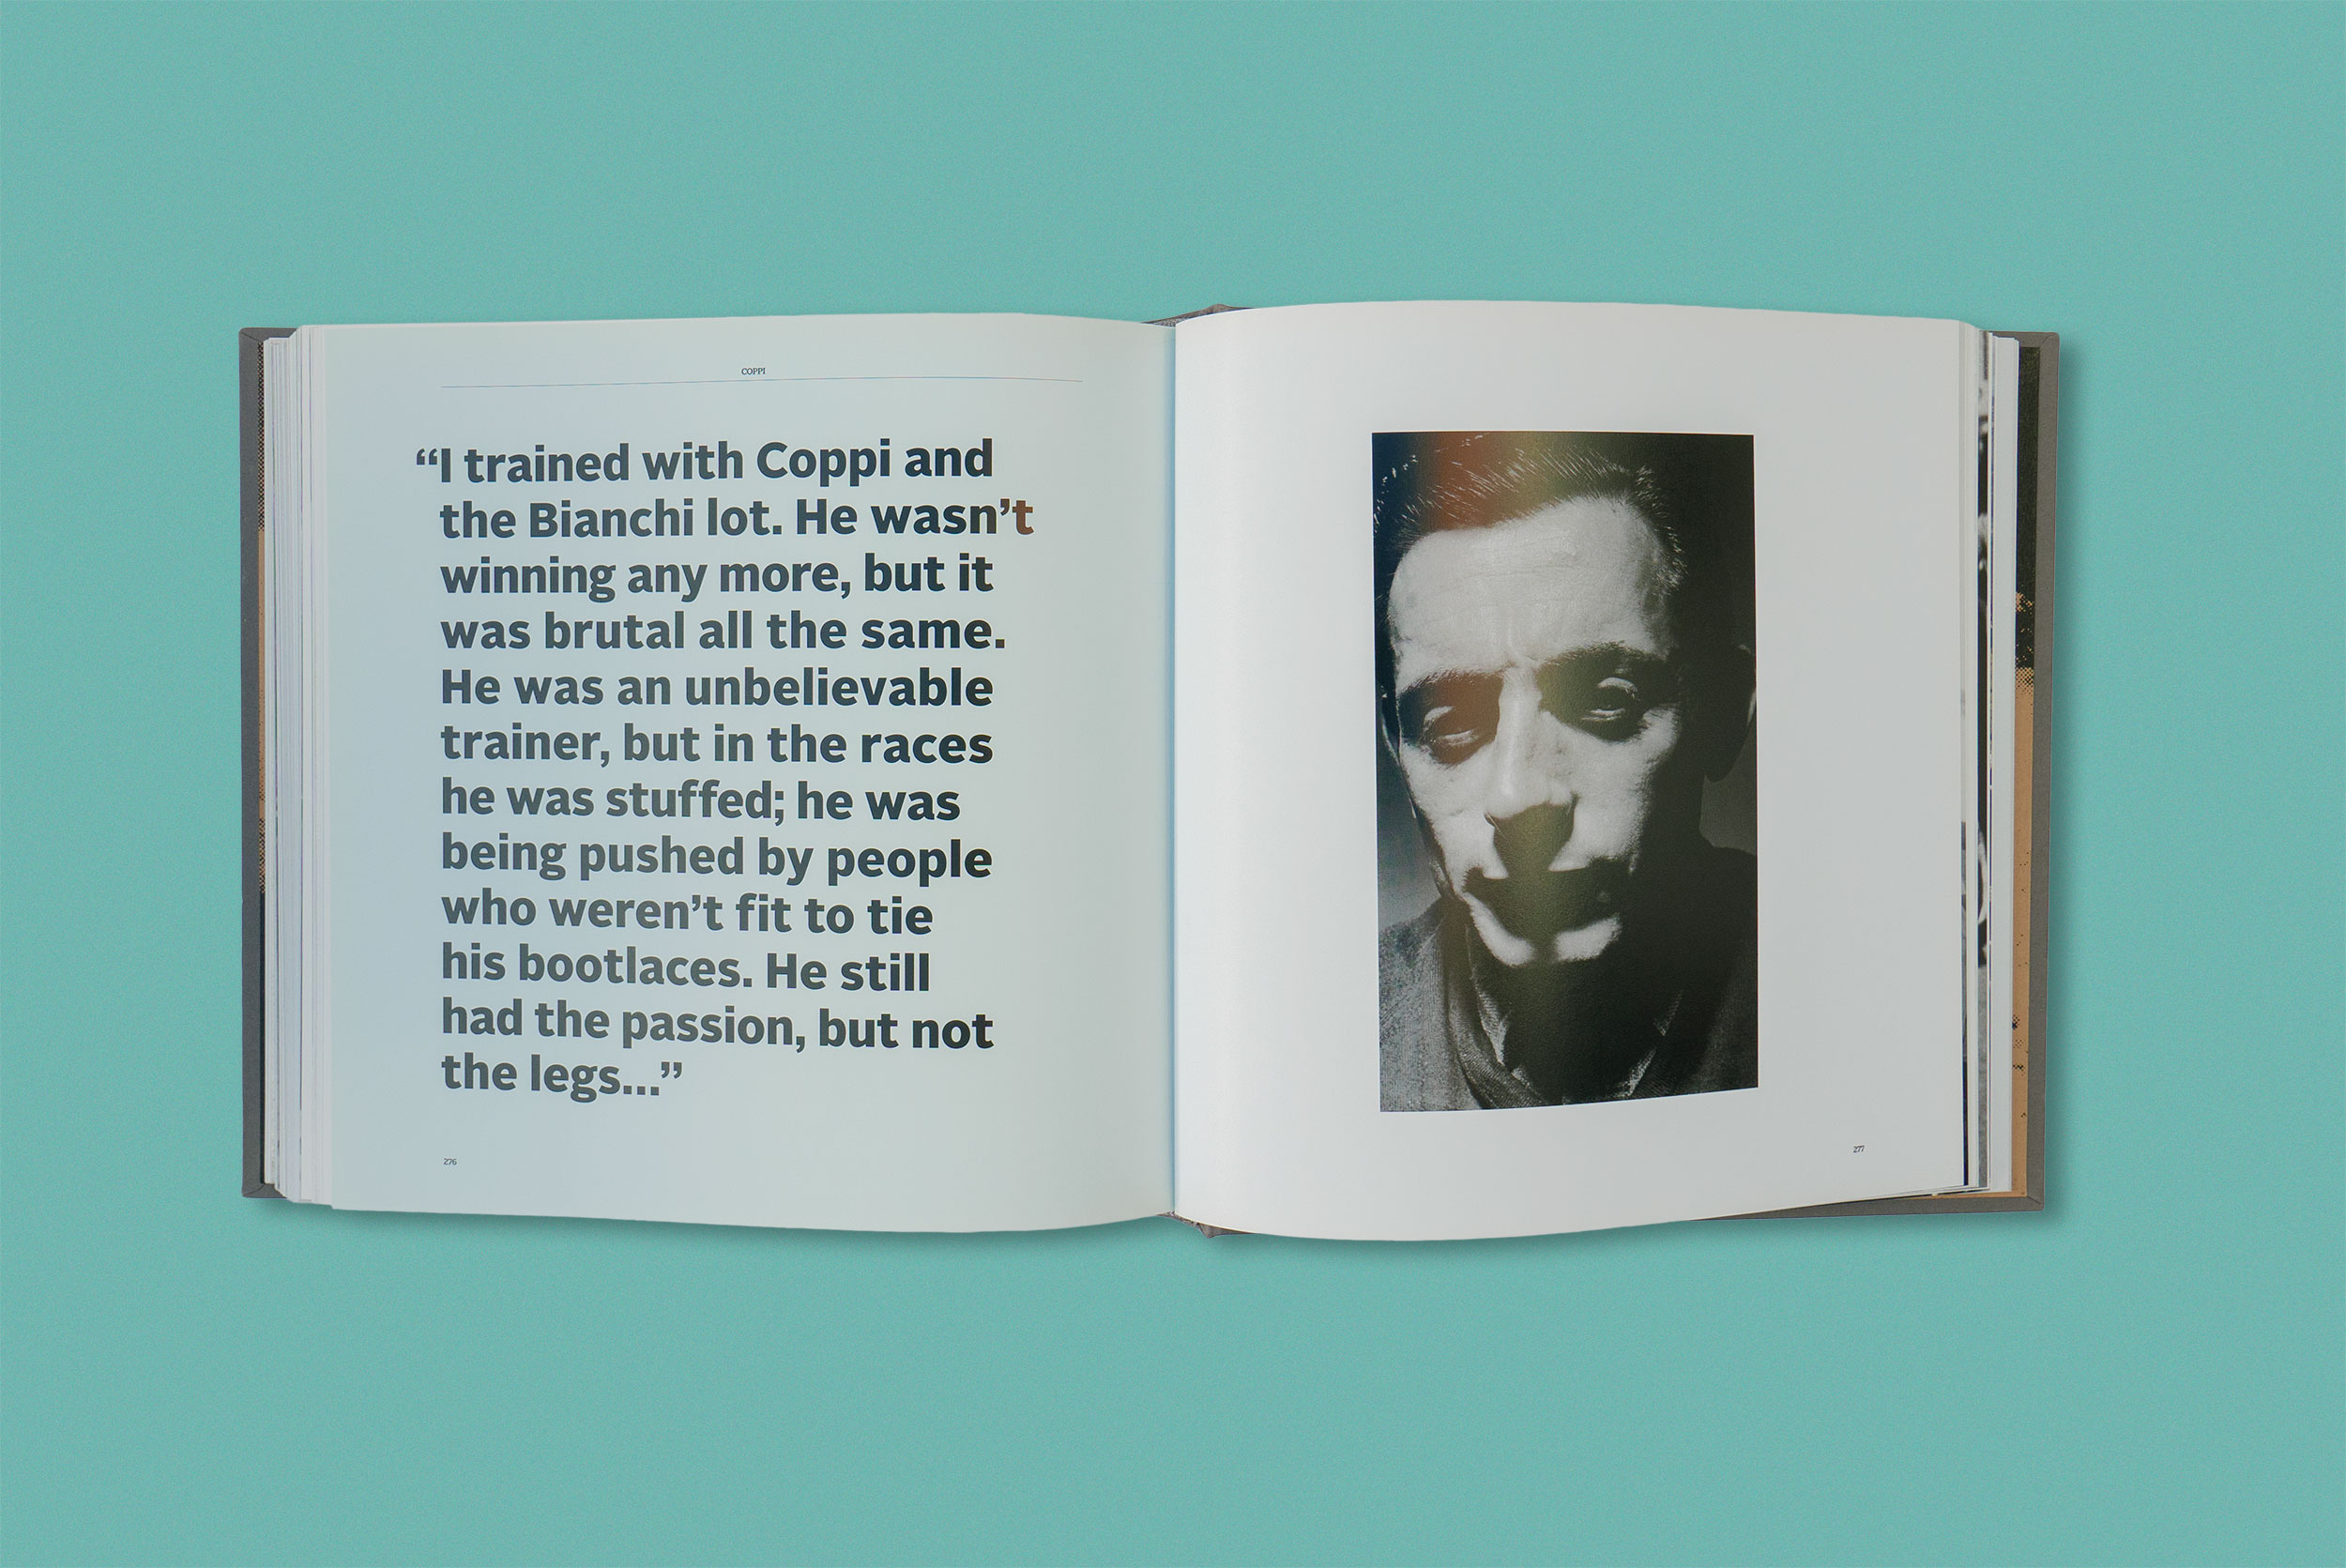 COPPI
“I trained with Coppi and
the Bianchi lot. He wasn’t
winning any more, but it
was brutal all the same.
He was an unbelievable
trainer, but in the races
he was stuffed; he was
being pushed by people
who weren’t fit to tie
his bootlaces. He still
had the passion, but not
the legs...”
276
277